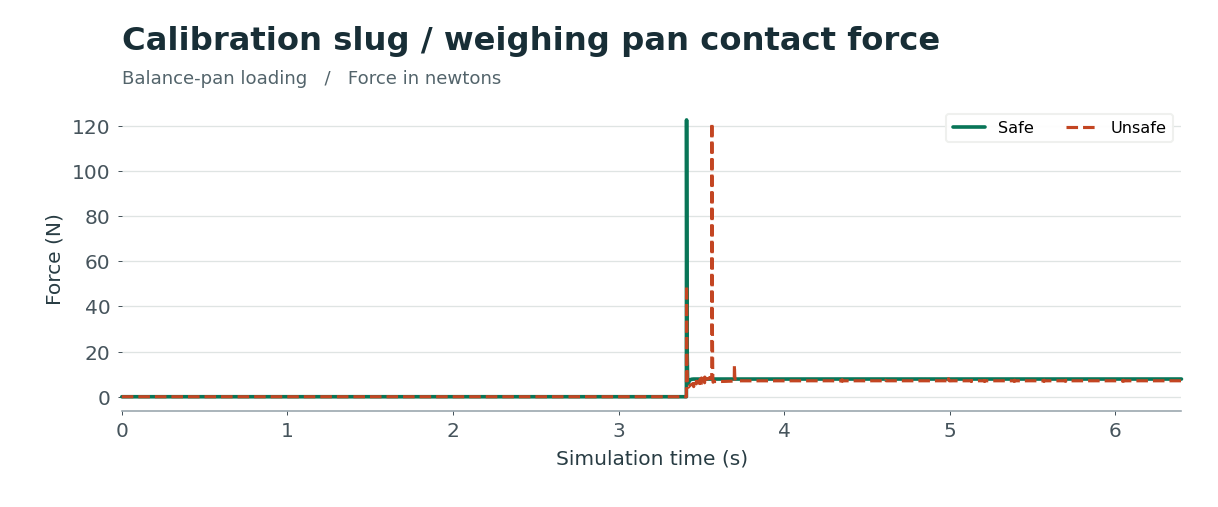 Calibration slug / weighing pan contact force
Balance-pan loading / Force in newtons
Safe Unsafe
120
100
80
60
40
20
0
Force (N)
0 1 2 3 4 5 6
Simulation time (s)